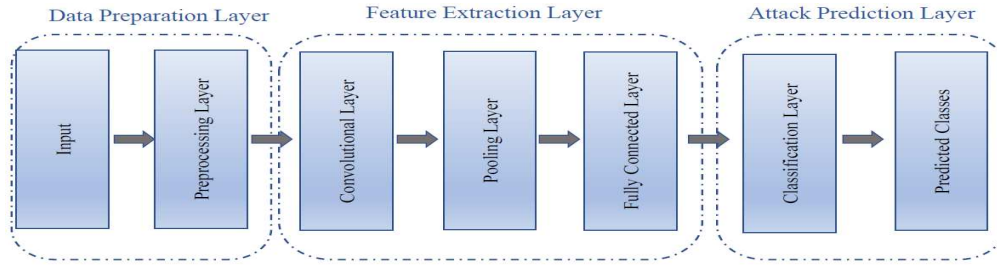 Data Preparation Layer
Feature Extraction Layer
Attack Prediction Layer
Input
Preprocessing Layer
Convolutional Layer
Pooling Layer
Fully Connected Layer
Classification Layer
Predicted Classes